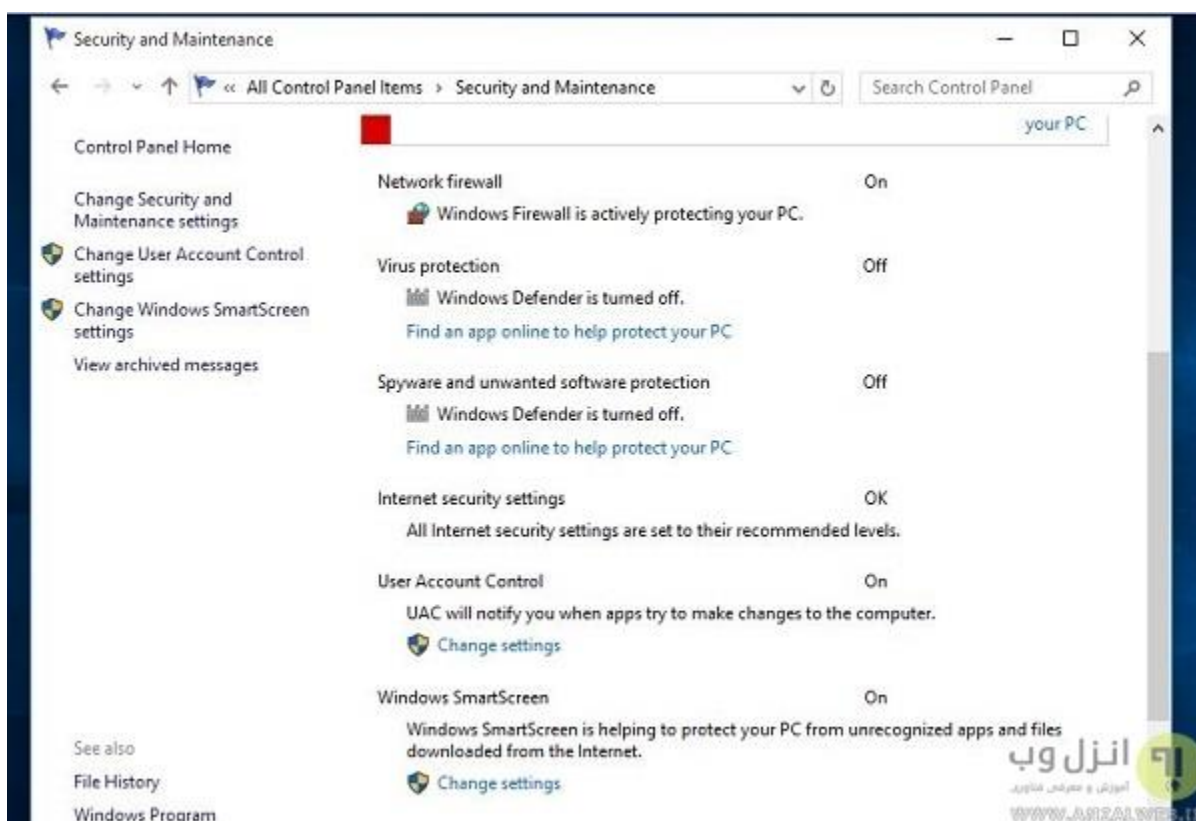 Security and Maintenance
« All Control Panel Items › Security and Maintenance
Search Control Panel
Control Panel Home
Change Security and
Maintenance settings
Change User Account Control
settings
Change Windows SmartScreen
settings
View archived messages
See also
File History
Windows Program
your PC
Network firewall On
Windows Firewall is actively protecting your PC.
Virus protection Off
Windows Defender is turned off.
Find an app online to help protect your PC
Spyware and unwanted software protection Off
Windows Defender is turned off.
Find an app online to help protect your PC
Internet security settings OK
All Internet security settings are set to their recommended levels.
User Account Control On
UAC will notify you when apps try to make changes to the computer.
Change settings
Windows SmartScreen On
Windows SmartScreen is helping to protect your PC from unrecognized apps and files
downloaded from the Internet.
Change settings
انزل وب
آموزش و معرفی فناوری
WWW.ANZALWEB.IR